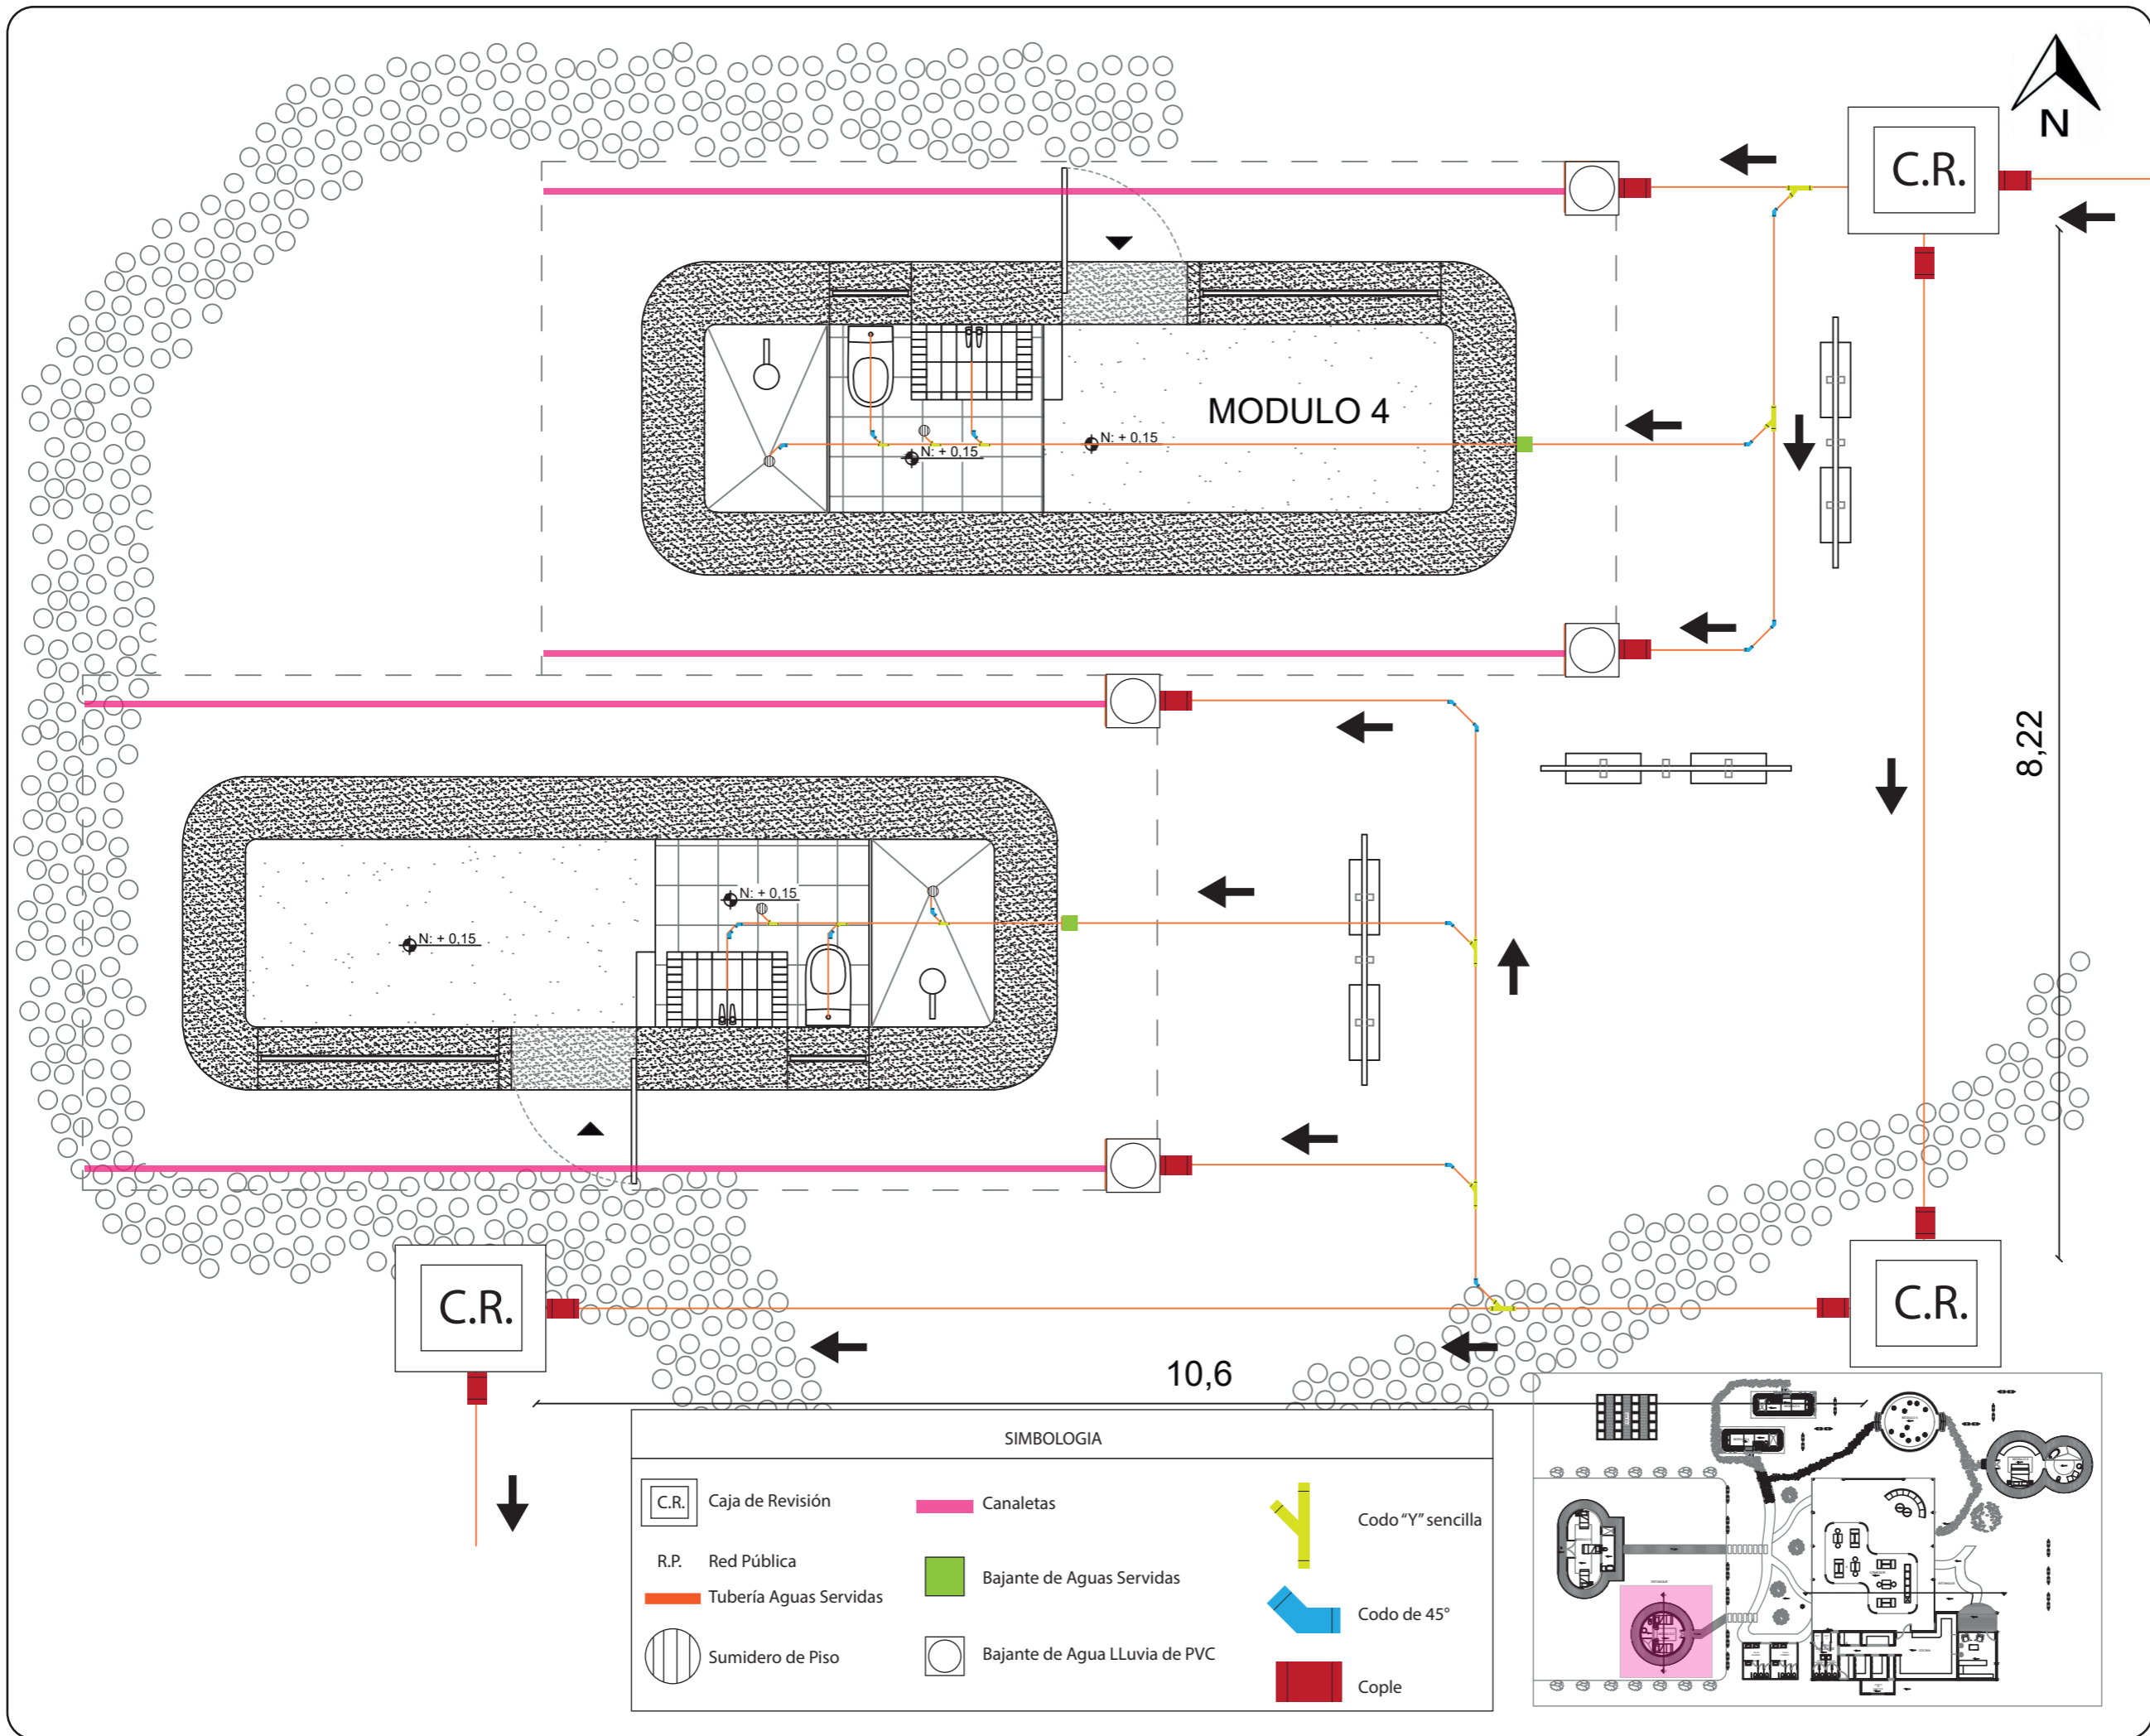 N
C.R.
MODULO 4
N: + 0,15
N: + 0,15
8,22
N: + 0,15
N: + 0,15
C.R.
C.R.
10,6
SIMBOLOGIA
C.R. Caja de Revisión
R.P. Red Pública
Tubería Aguas Servidas
Sumidero de Piso
Canaletas
Bajante de Aguas Servidas
Bajante de Agua LLuvia de PVC
Codo "Y" sencilla
Codo de 45°
Cople